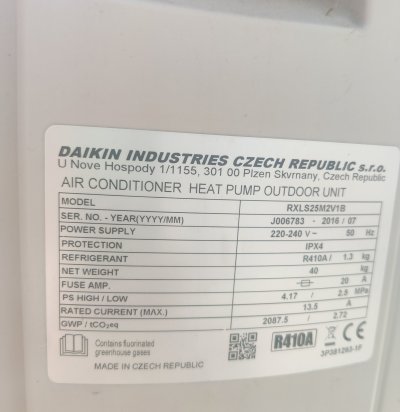 DAIKIN INDUSTRIES CZECH REPUBLIC s.r.o.
U Nove Hospody 1/1155, 301 00 Plzen Skvrnany, Czech Republic
AIR CONDITIONER HEAT PUMP OUTDOOR UNIT
MODEL RXLS25M2V1B
SER. NO. - YEAR(YYYY/MM) J006783 - 2016 / 07
POWER SUPPLY 220-240 V~ 50 Hz
PROTECTION IPX4
REFRIGERANT R410A / 1.3 kg
NET WEIGHT 40 kg
FUSE AMP. 20 A
PS HIGH / LOW 4.17 / 2.5 MPa
RATED CURRENT (MAX.) 13.5 A
GWP / tCO₂eq 2087.5 / 2.72
Contains fluorinated
greenhouse gases
R410A
CE
3P381293-1F
MADE IN CZECH REPUBLIC